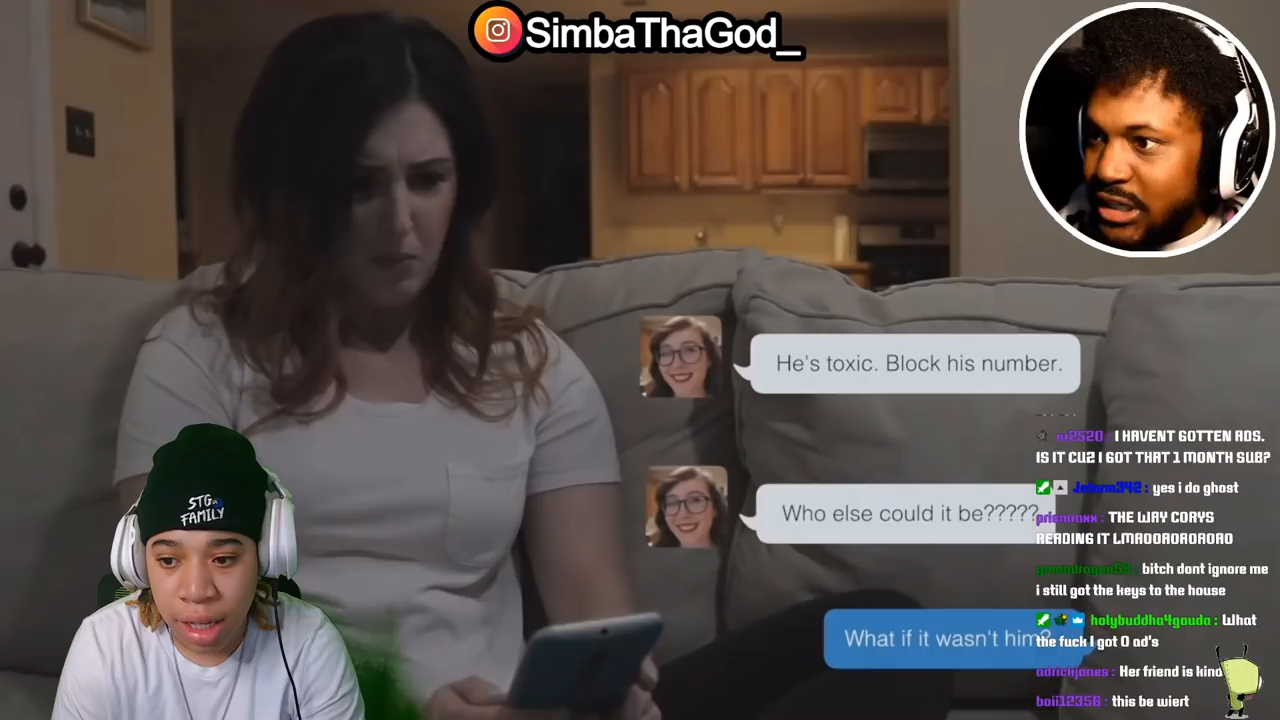 SimbaThaGod_
He's toxic. Block his number.
Who else could it be?????
What if it wasn't him?
STG
FAMILY
I HAVENT GOTTEN ADS.
IS IT CUZ I GOT THAT 1 MONTH SUB?
yes i do ghost
THE WAY CORYS
READING IT LMAOOROROROAO
bitch dont ignore me
i still got the keys to the house
holybuddha4gouda : What
the fuck I got 0 ad's
adrickjones : Her friend is kind
boii12356 : this be wiert